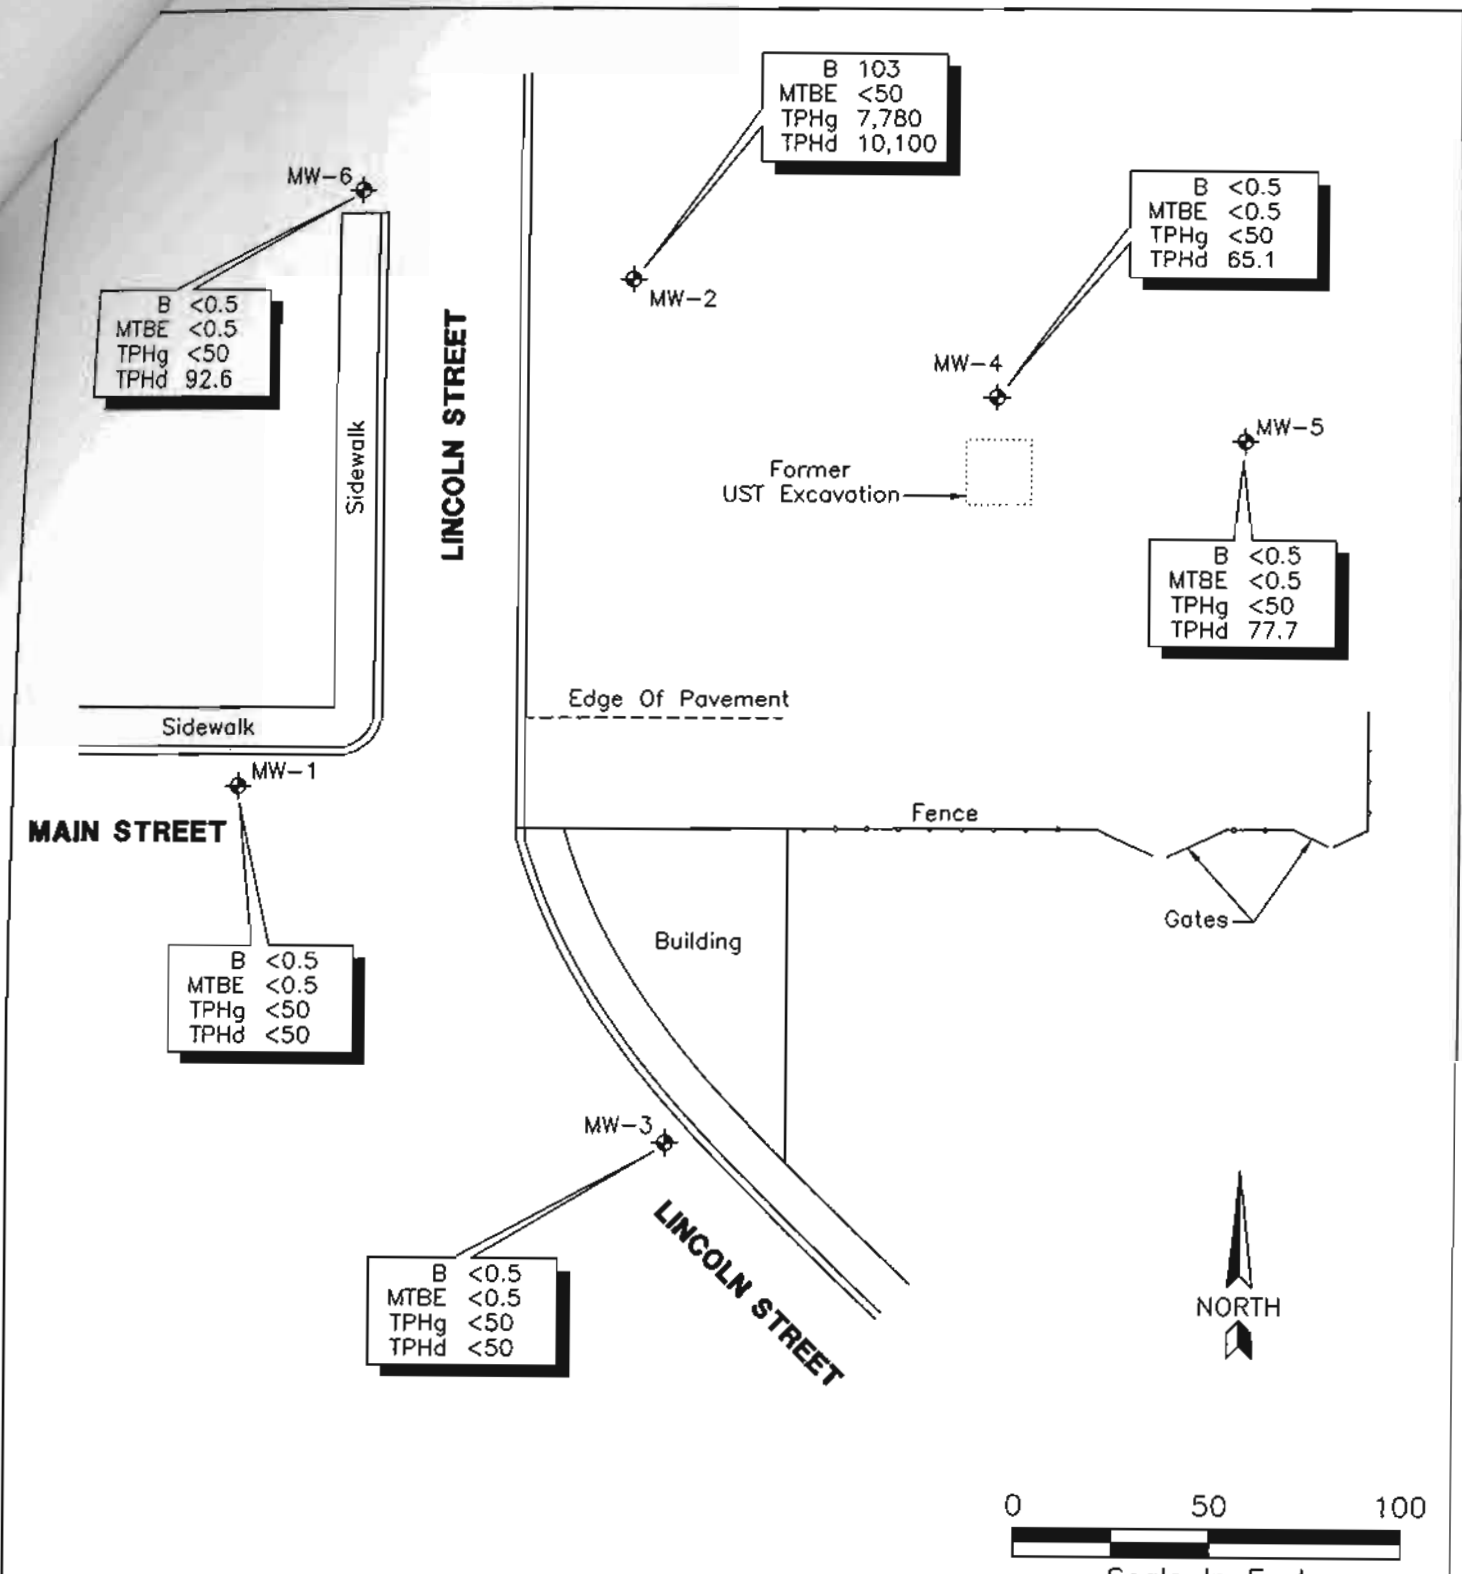 B 103
MTBE <50
TPHg 7,780
TPHd 10,100
MW-6
B <0.5
MTBE <0.5
TPHg <50
TPHd 65.1
MW-2
B <0.5
MTBE <0.5
TPHg <50
TPHd 92.6
LINCOLN STREET
MW-4
Sidewalk
MW-5
Former
UST Excavation
B <0.5
MTBE <0.5
TPHg <50
TPHd 77.7
Edge Of Pavement
Sidewalk
MW-1
MAIN STREET
Fence
Gates
Building
B <0.5
MTBE <0.5
TPHg <50
TPHd <50
MW-3
LINCOLN STREET
B <0.5
MTBE <0.5
TPHg <50
TPHd <50
NORTH
0 50 100